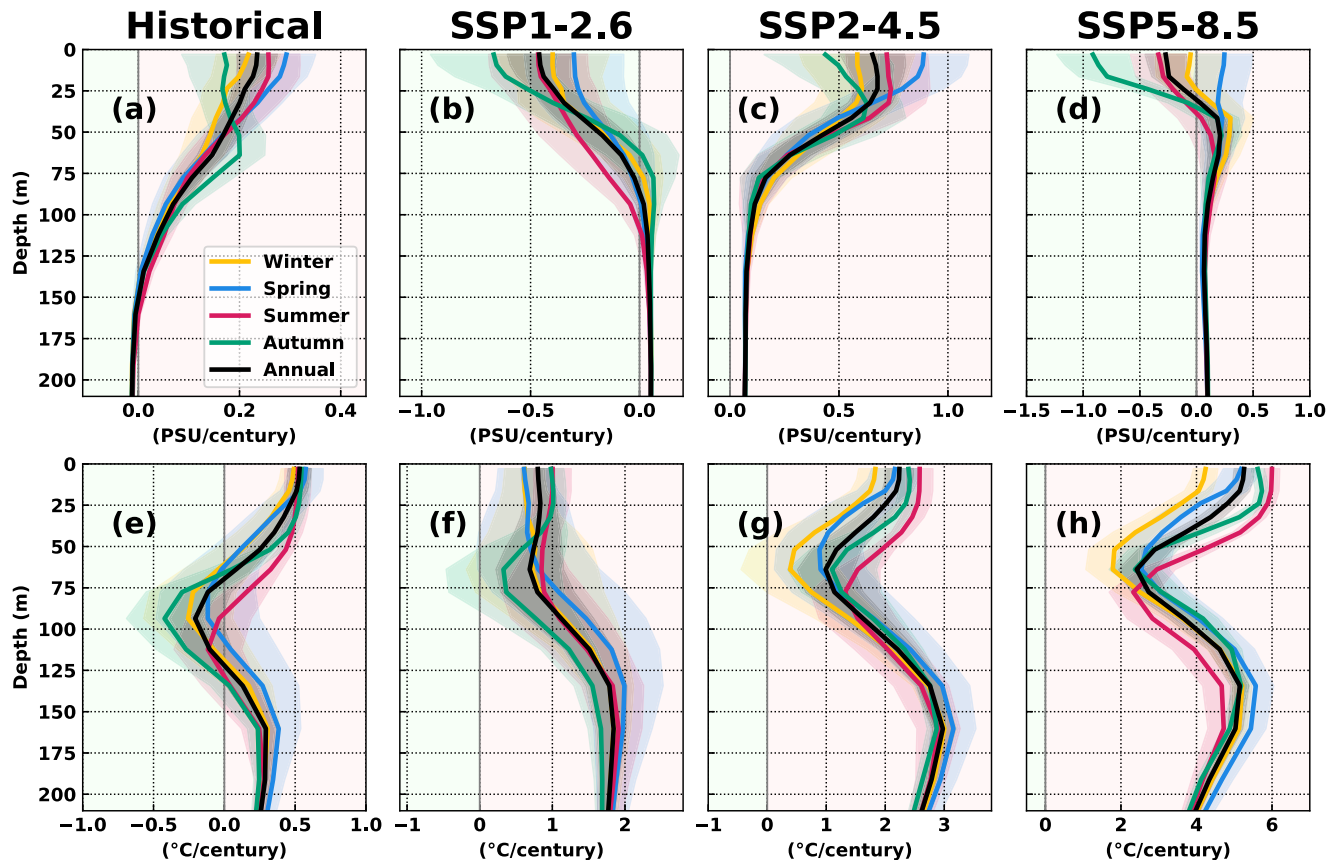 Historical SSP1-2.6 SSP2-4.5 SSP5-8.5
0
25
50
75
100
125
150
175
200
Depth (m)
(a) (b) (c) (d)
Winter
Spring
Summer
Autumn
Annual
0.0 0.2 0.4
−1.0 −0.5 0.0
0.0 0.5 1.0
−1.5 −1.0 −0.5 0.0 0.5 1.0
(PSU/century) (PSU/century) (PSU/century) (PSU/century)
0
25
50
75
100
125
150
175
200
Depth (m)
(e) (f) (g) (h)
−1.0 −0.5 0.0 0.5 1.0
−1 0 1 2
−1 0 1 2 3
0 2 4 6
(°C/century) (°C/century) (°C/century) (°C/century)